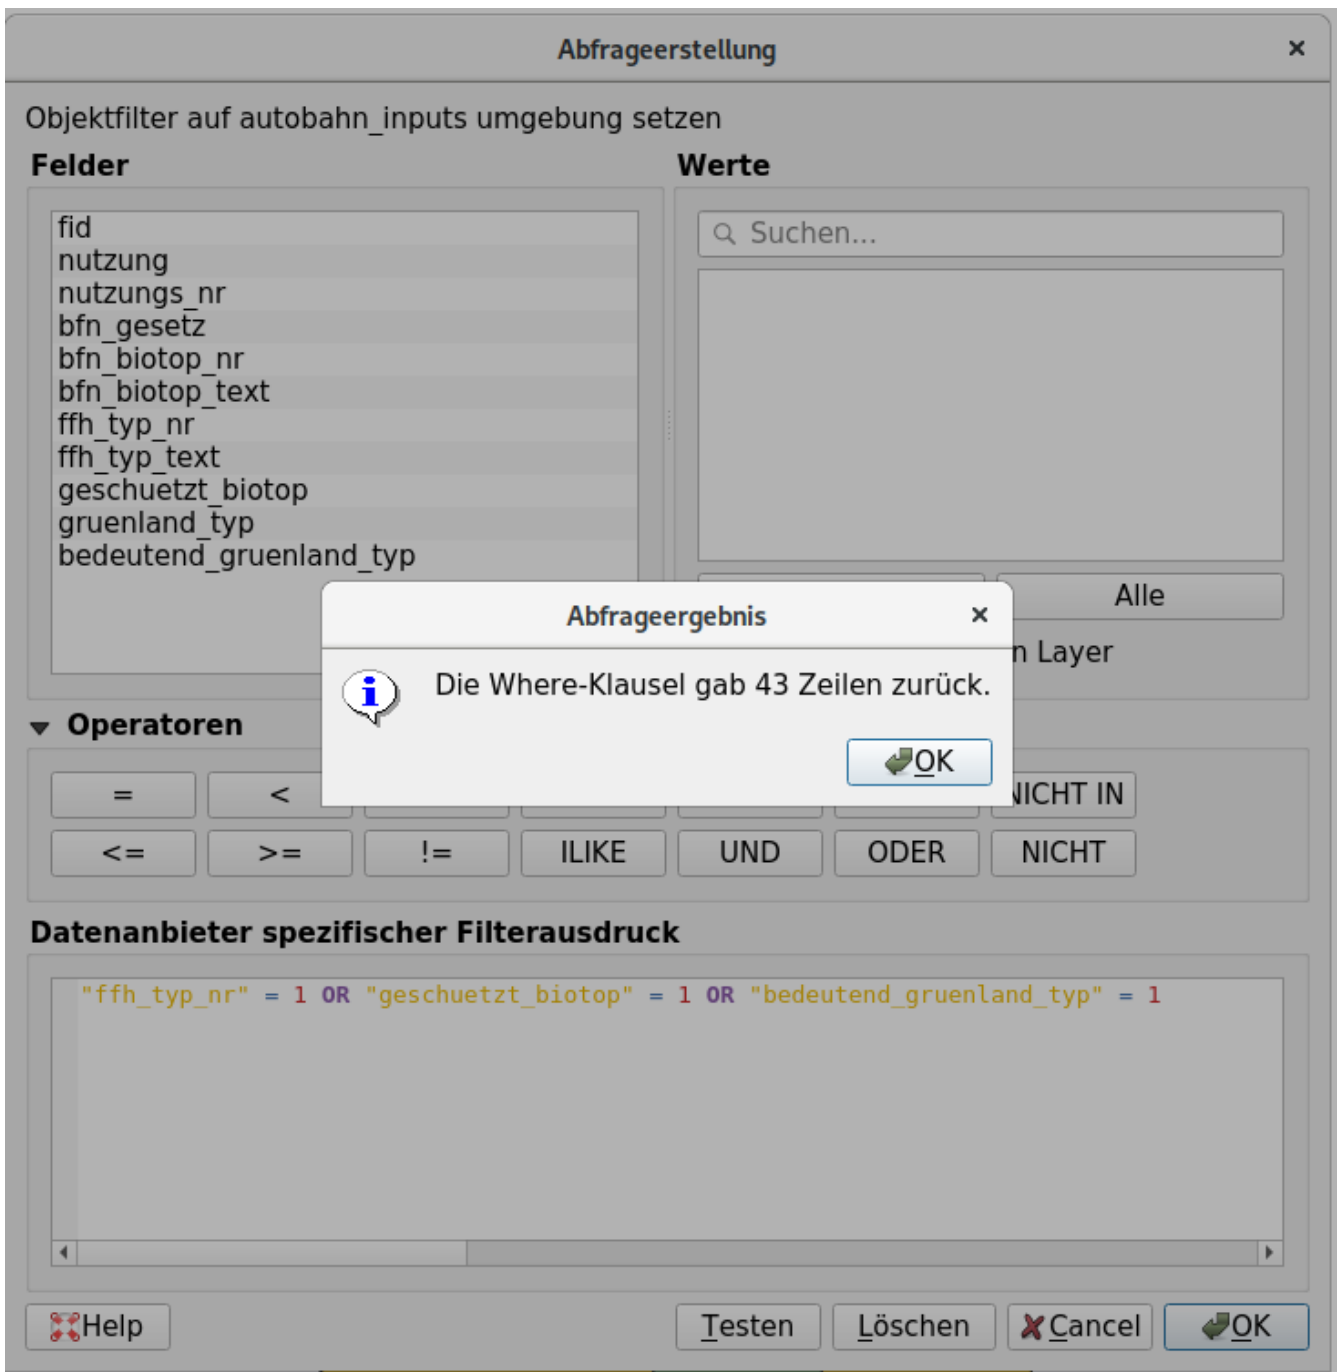 Abfrageerstellung
Objektfilter auf autobahn_inputs umgebung setzen
Felder
Werte
fid
nutzung
nutzungs_nr
bfn_gesetz
bfn_biotop_nr
bfn_biotop_text
ffh_typ_nr
ffh_typ_text
geschuetzt_biotop
gruenland_typ
bedeutend_gruenland_typ
Suchen...
Alle
n Layer
Abfrageergebnis
Die Where-Klausel gab 43 Zeilen zurück.
OK
Operatoren
= < NICHT IN
<= >= != ILIKE UND ODER NICHT
Datenanbieter spezifischer Filterausdruck
"ffh_typ_nr" = 1 OR "geschuetzt_biotop" = 1 OR "bedeutend_gruenland_typ" = 1
Help Testen Löschen Cancel OK